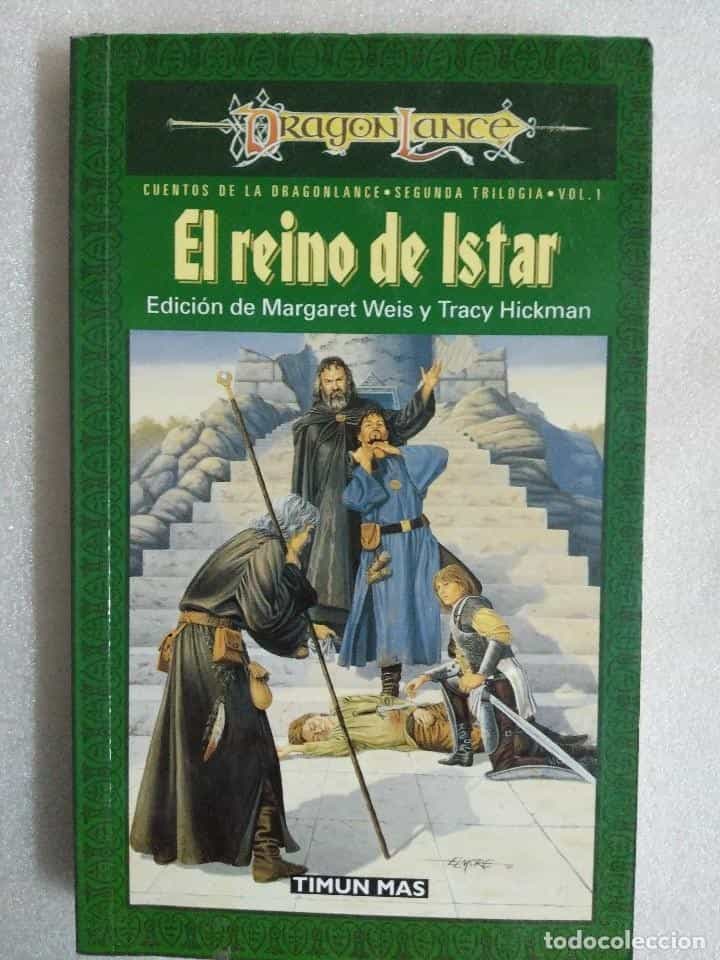 DRAGONLANCE
CUENTOS DE LA DRAGONLANCE • SEGUNDA TRILOGIA • VOL. 1
El reino de Istar
Edición de Margaret Weis y Tracy Hickman
ELMORE
TIMUN MAS
todocoleccion